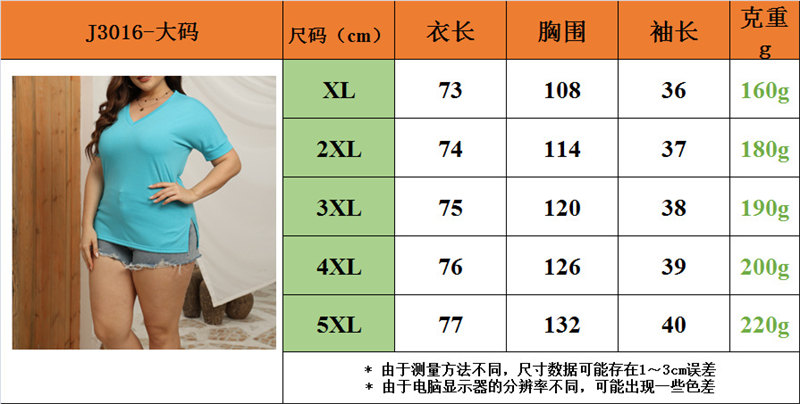 J3016-大码 尺码（cm） 衣长 胸围 袖长 克重
g
XL 73 108 36 160g
2XL 74 114 37 180g
3XL 75 120 38 190g
4XL 76 126 39 200g
5XL 77 132 40 220g
* 由于测量方法不同，尺寸数据可能存在1～3cm误差
* 由于电脑显示器的分辨率不同，可能出现一些色差